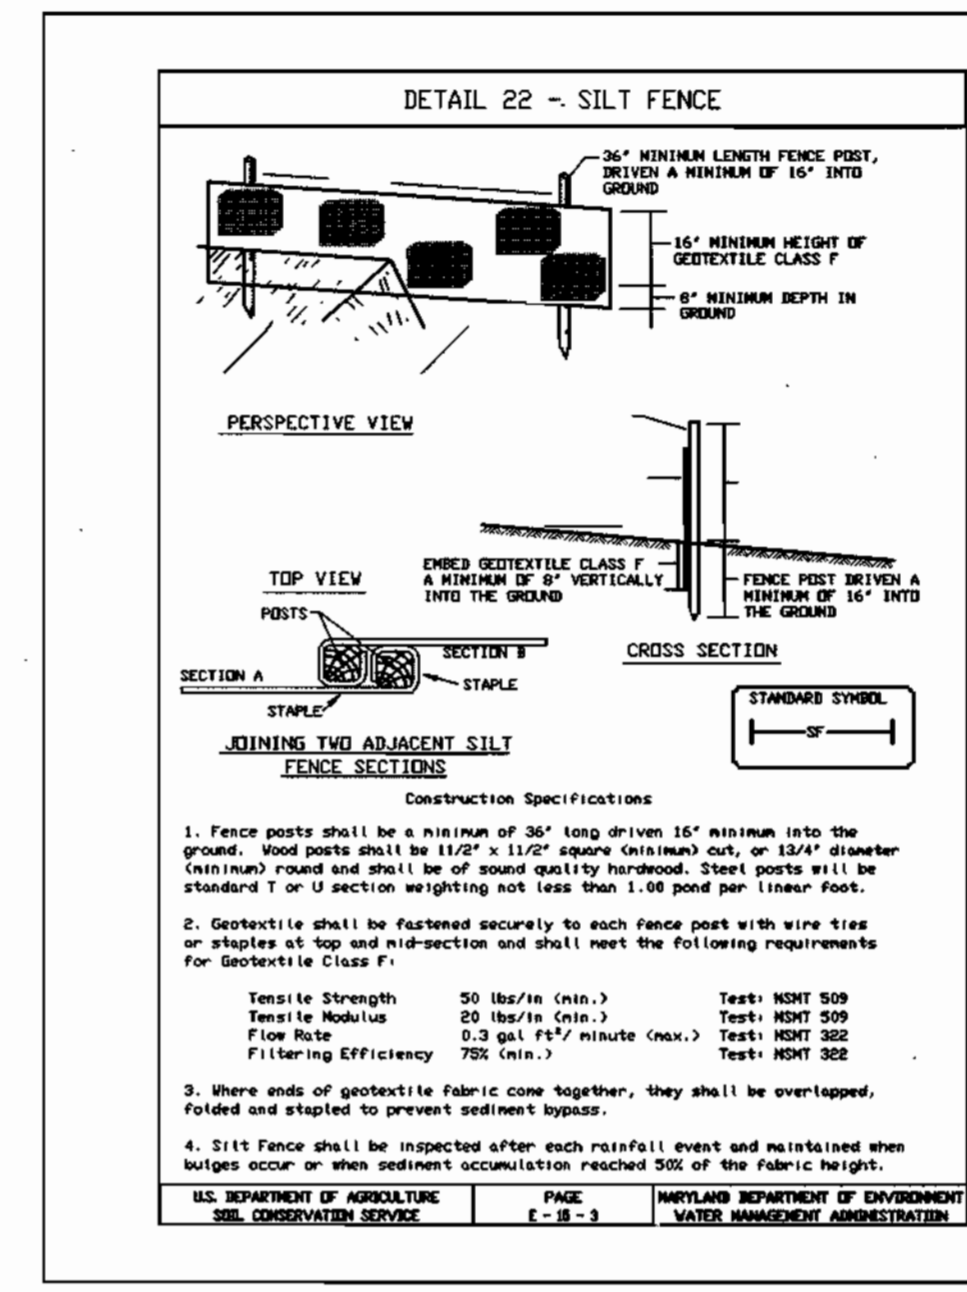 DETAIL 22 - SILT FENCE
36" MINIMUM LENGTH FENCE POST,
DRIVEN A MINIMUM OF 16" INTO
GROUND
16" MINIMUM HEIGHT OF
GEOTEXTILE CLASS F
8" MINIMUM DEPTH IN
GROUND
PERSPECTIVE VIEW
EMBED GEOTEXTILE CLASS F
A MINIMUM OF 8" VERTICALLY
INTO THE GROUND
FENCE POST DRIVEN A
MINIMUM OF 16" INTO
THE GROUND
CROSS SECTION
TOP VIEW
POSTS
SECTION B
SECTION A
STAPLE
STAPLE
JOINING TWO ADJACENT SILT
FENCE SECTIONS
STANDARD SYMBOL
SF
Construction Specifications
1. Fence posts shall be a minimum of 36" long driven 16" minimum into the
ground. Wood posts shall be 11/2" x 11/2" square (minimum) cut, or 13/4" diameter
(minimum) round and shall be of sound quality hardwood. Steel posts will be
standard T or U section weighting not less than 1.00 pond per linear foot.
2. Geotextile shall be fastened securely to each fence post with wire ties
or staples at top and mid-section and shall meet the following requirements
for Geotextile Class F:
Tensile Strength 50 lbs/in (min.) Test: MSMT 509
Tensile Modulus 20 lbs/in (min.) Test: MSMT 509
Flow Rate 0.3 gal ft²/ minute (max.) Test: MSMT 322
Filtering Efficiency 75% (min.) Test: MSMT 322
3. Where ends of geotextile fabric come together, they shall be overlapped,
folded and stapled to prevent sediment bypass.
4. Silt Fence shall be inspected after each rainfall event and maintained when
bulges occur or when sediment accumulation reached 50% of the fabric height.
U.S. DEPARTMENT OF AGRICULTURE
SOIL CONSERVATION SERVICE
PAGE
E - 15 - 3
MARYLAND DEPARTMENT OF ENVIRONMENT
WATER MANAGEMENT ADMINISTRATION